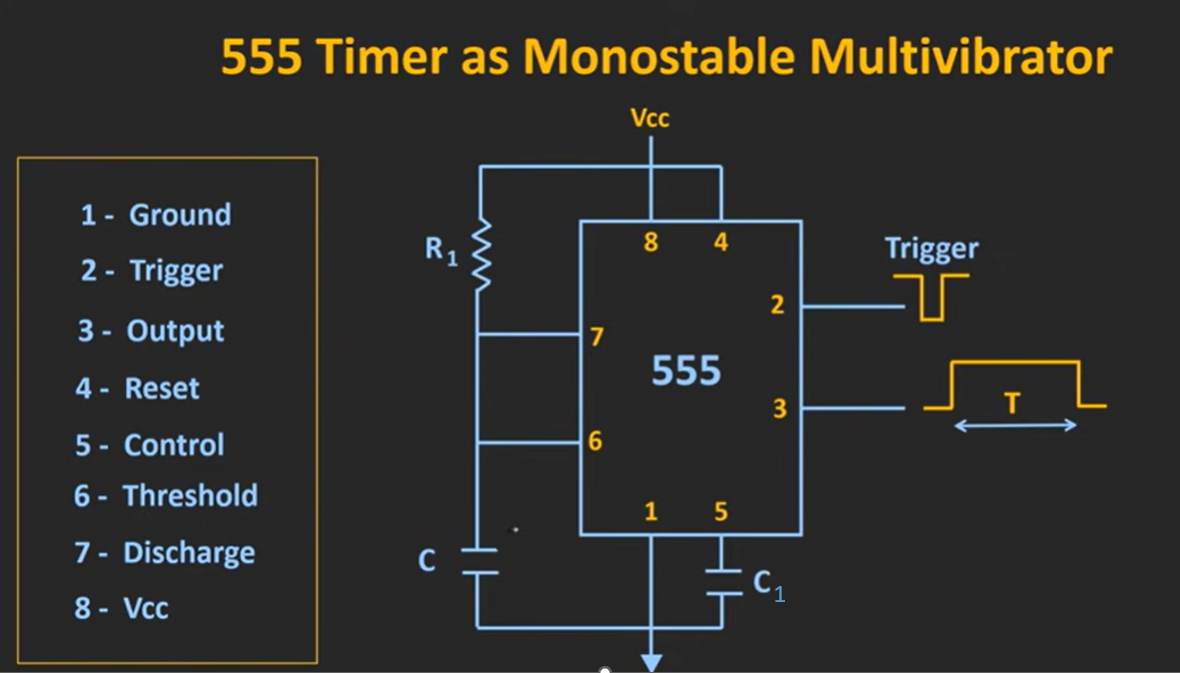 555 Timer as Monostable Multivibrator
Vcc
1 - Ground
2 - Trigger
3 - Output
4 - Reset
5 - Control
6 - Threshold
7 - Discharge
8 - Vcc
R1
8 4
Trigger
2
7
555
3
T
6
1 5
C
C1